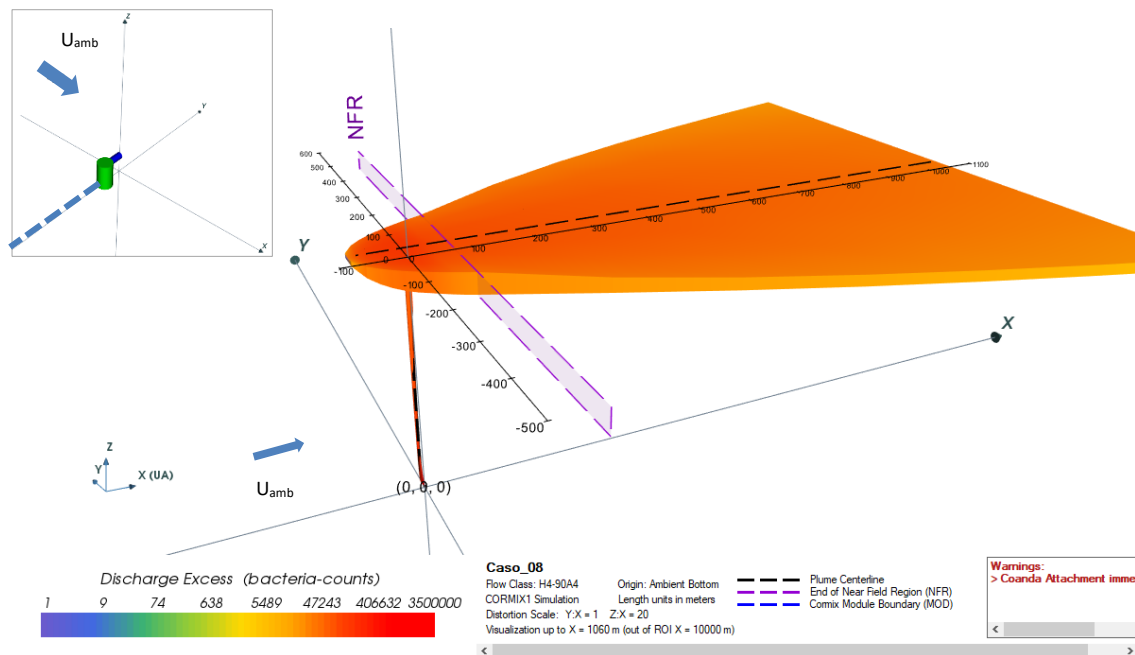 Z
U_amb
Y
X
NFR
600
500
400
300
200
100
0
0
-100
-100
-200
-300
-400
-500
100
200
300
400
500
600
700
800
900
1000
1100
Y
X
Z
Y
X (UA)
U_amb
(0, 0, 0)
Discharge Excess (bacteria-counts)
1 9 74 638 5489 47243 406632 3500000
Caso_08
Flow Class: H4-90A4 Origin: Ambient Bottom
CORMIX1 Simulation Length units in meters
Distortion Scale: Y:X = 1 Z:X = 20
Visualization up to X = 1060 m (out of ROI X = 10000 m)
Plume Centerline
End of Near Field Region (NFR)
Cormix Module Boundary (MOD)
Warnings:
> Coanda Attachment imme